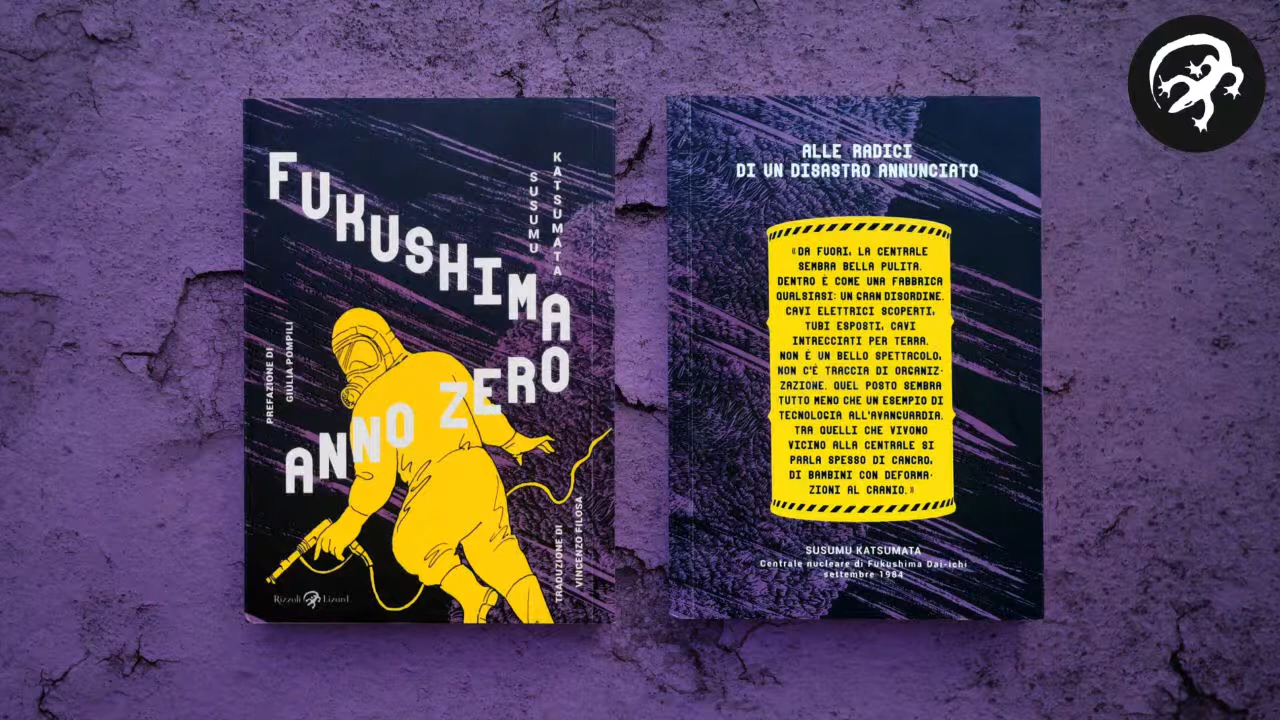 FUKUSHIMA
ANNO ZERO
SUSUMU
KATSUMATA
PREFAZIONE DI
GIULIA POMPILI
TRADUZIONE DI
VINCENZO FILOSA
Rizzoli Lizard
ALLE RADICI
DI UN DISASTRO ANNUNCIATO
«DA FUORI, LA CENTRALE
SEMBRA BELLA PULITA.
DENTRO È COME UNA FABBRICA
QUALSIASI: UN GRAN DISORDINE.
CAVI ELETTRICI SCOPERTI,
TUBI ESPOSTI, CAVI
INTRECCIATI PER TERRA.
NON È UN BELLO SPETTACOLO,
NON C'È TRACCIA DI ORGANIZ-
ZAZIONE. QUEL POSTO SEMBRA
TUTTO MENO CHE UN ESEMPIO DI
TECNOLOGIA ALL'AVANGUARDIA.
TRA QUELLI CHE VIVONO
VICINO ALLA CENTRALE SI
PARLA SPESSO DI CANCRO,
DI BAMBINI CON DEFORMA-
ZIONI AL CRANIO.»
SUSUMU KATSUMATA
Centrale nucleare di Fukushima Dai-ichi
settembre 1984